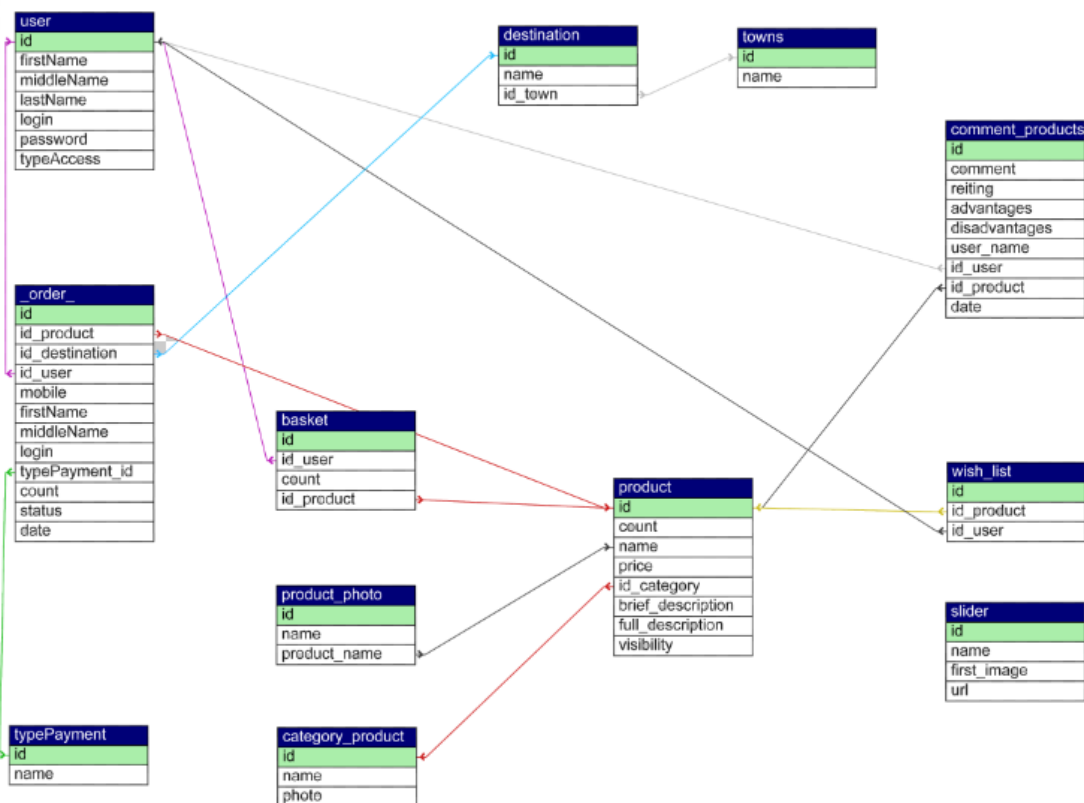 user
id
firstName
middleName
lastName
login
password
typeAccess
destination
id
name
id_town
towns
id
name
comment_products
id
comment
reiting
advantages
disadvantages
user_name
id_user
id_product
date
_order_
id
id_product
id_destination
id_user
mobile
firstName
middleName
login
typePayment_id
count
status
date
basket
id
id_user
count
id_product
product
id
count
name
price
id_category
brief_description
full_description
visibility
wish_list
id
id_product
id_user
product_photo
id
name
product_name
slider
id
name
first_image
url
typePayment
id
name
category_product
id
name
photo